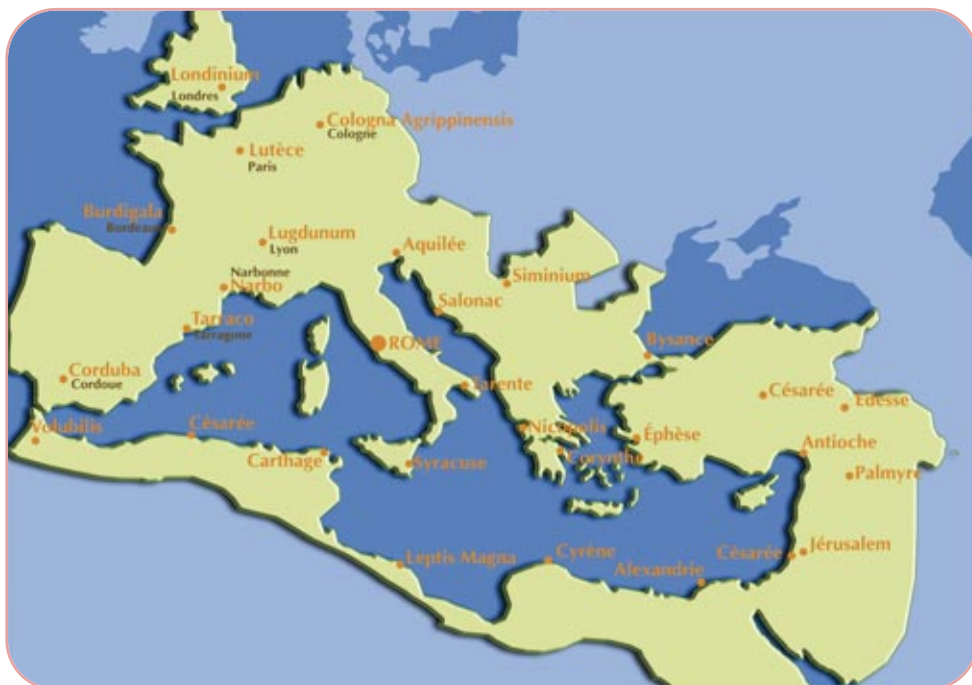 Londinium
Londres
Cologna Agrippinensis
Cologne
Lutèce
Paris
Burdigala
Bordeaux
Lugdunum
Lyon
Aquilée
Narbonne
Narbo
Siminium
Salonac
Tarraco
Tarragone
ROME
Bysance
Corduba
Cordoue
Tarente
Césarée
Edesse
Volubilis
Césarée
Nicopolis
Éphèse
Antioche
Carthage
Syracuse
Corynthe
Palmyre
Leptis Magna
Cyrène
Césarée
Jérusalem
Alexandrie